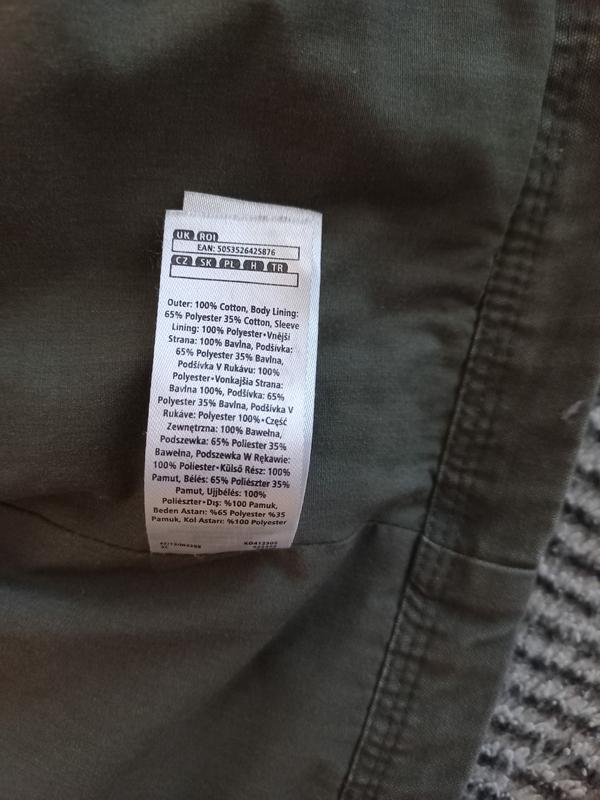 UK ROI
EAN: 5053526425876
CZ SK PL H TR
Outer: 100% Cotton, Body Lining:
65% Polyester 35% Cotton, Sleeve
Lining: 100% Polyester•Vnější
Strana: 100% Bavlna, Podšívka:
65% Polyester 35% Bavlna,
Podšívka V Rukávu: 100%
Polyester•Vonkajšia Strana:
Bavlna 100%, Podšívka: 65%
Polyester 35% Bavlna, Podšívka V
Rukáve: Polyester 100%•Część
Zewnętrzna: 100% Bawełna,
Podszewka: 65% Poliester 35%
Bawełna, Podszewka W Rękawie:
100% Poliester•Külső Rész: 100%
Pamut, Bélés: 65% Poliészter 35%
Pamut, Ujjbélés: 100%
Poliészter•Dış: %100 Pamuk,
Beden Astarı: %65 Polyester %35
Pamuk, Kol Astarı: %100 Polyester